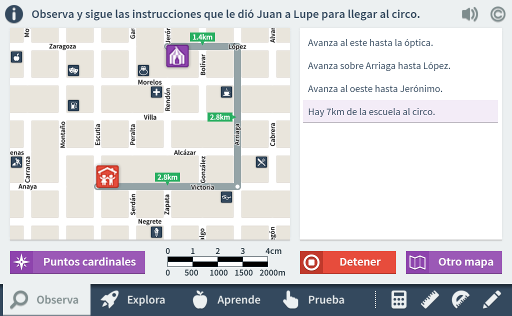 Observa y sigue las instrucciones que le dió Juan a Lupe para llegar al circo.
Avanza al este hasta la óptica.
Avanza sobre Arriaga hasta López.
Avanza al oeste hasta Jerónimo.
Hay 7km de la escuela al circo.
1.4km
Zaragoza
López
Bolívar
Morelos
Rendón
Villa
2.8km
Montaño
Escutia
Peralta
Arriaga
Cabrera
Alcázar
enas
Carranza
González
2.8km
Anaya
Victoria
Serdán
Zapata
Negrete
Puntos cardinales
0 1 2 3 4cm
0 500 1000 1500 2000m
Detener
Otro mapa
Observa
Explora
Aprende
Prueba